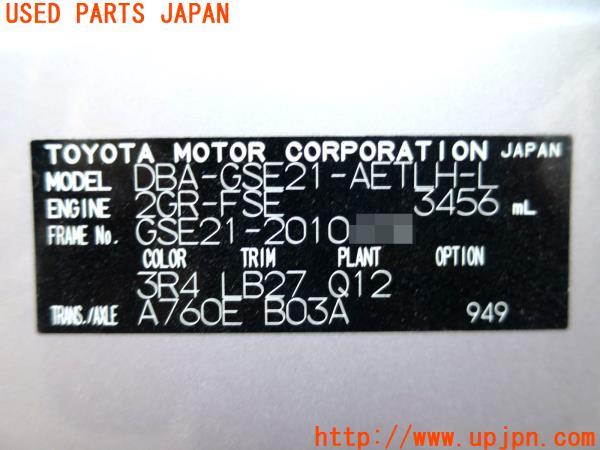 USED PARTS JAPAN
TOYOTA MOTOR CORPORATION JAPAN
MODEL DBA-GSE21-AETLH-L
ENGINE 2GR-FSE 3456 mL
FRAME No. GSE21-2010
COLOR TRIM PLANT OPTION
3R4 LB27 Q12
TRANS./AXLE A760E B03A 949
http://www.upjpn.com/